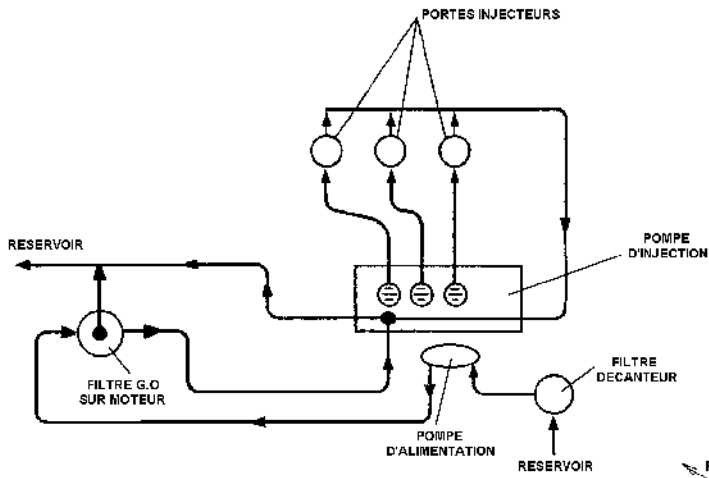 PORTES INJECTEURS
RESERVOIR
POMPE
D'INJECTION
FILTRE G.O
SUR MOTEUR
FILTRE
DECANTEUR
POMPE
D'ALIMENTATION
RESERVOIR